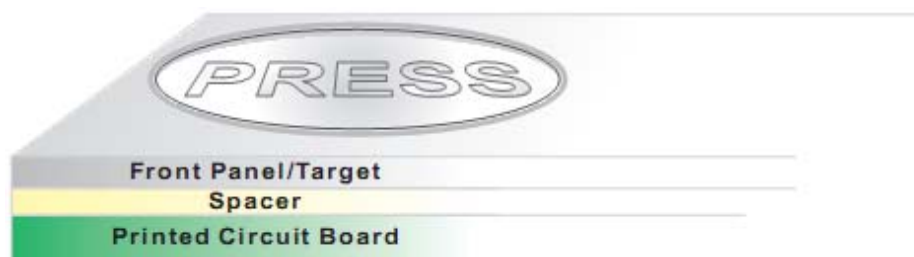 PRESS
Front Panel/Target
Spacer
Printed Circuit Board